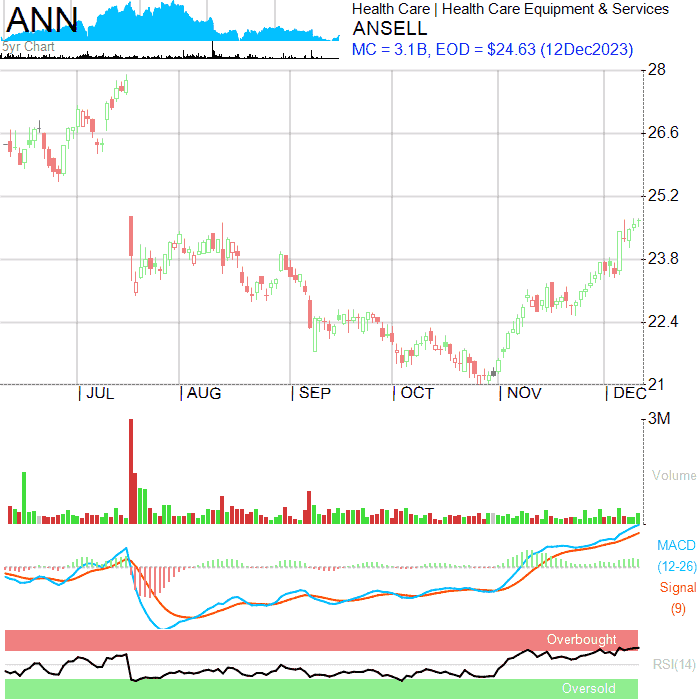 ANN
5yr Chart
Health Care | Health Care Equipment & Services
ANSELL
MC = 3.1B, EOD = $24.63 (12Dec2023)
28
26.6
25.2
23.8
22.4
21
JUL AUG SEP OCT NOV DEC
3M
Volume
MACD
(12-26)
Signal
(9)
Overbought
RSI(14)
Oversold